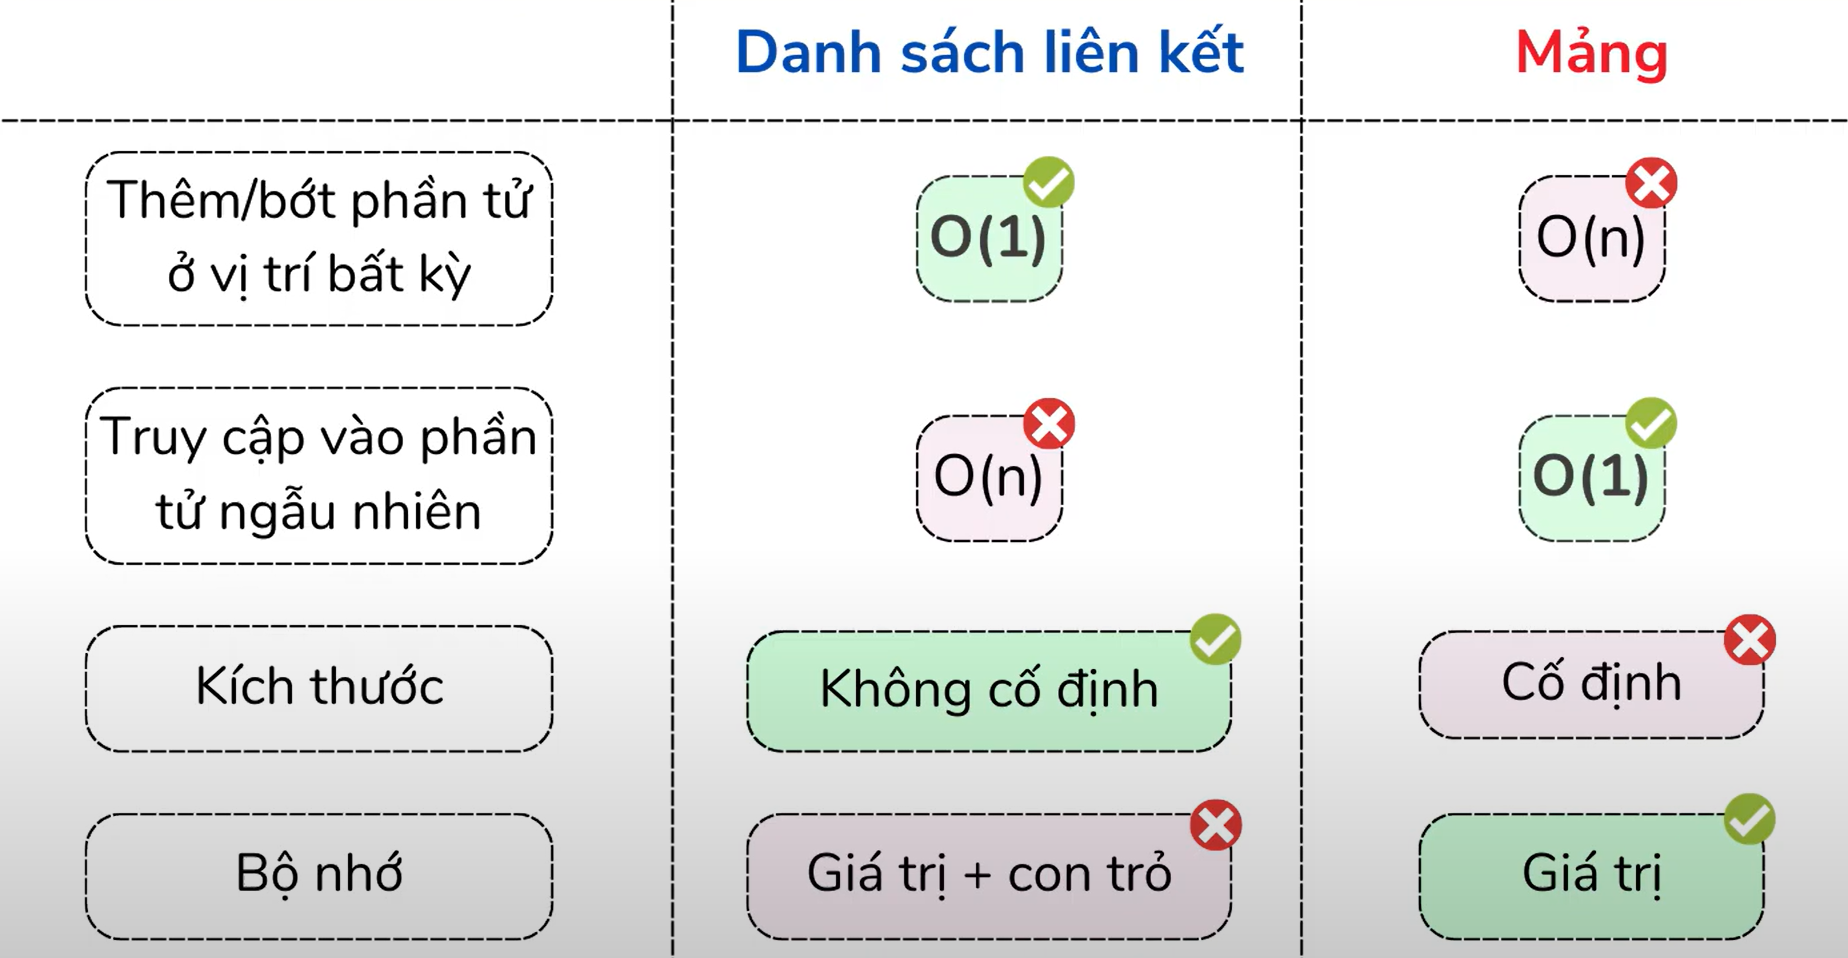 Danh sách liên kết
Mảng
Thêm/bớt phần tử
ở vị trí bất kỳ
O(1)
O(n)
Truy cập vào phần
tử ngẫu nhiên
O(n)
O(1)
Kích thước
Không cố định
Cố định
Bộ nhớ
Giá trị + con trỏ
Giá trị